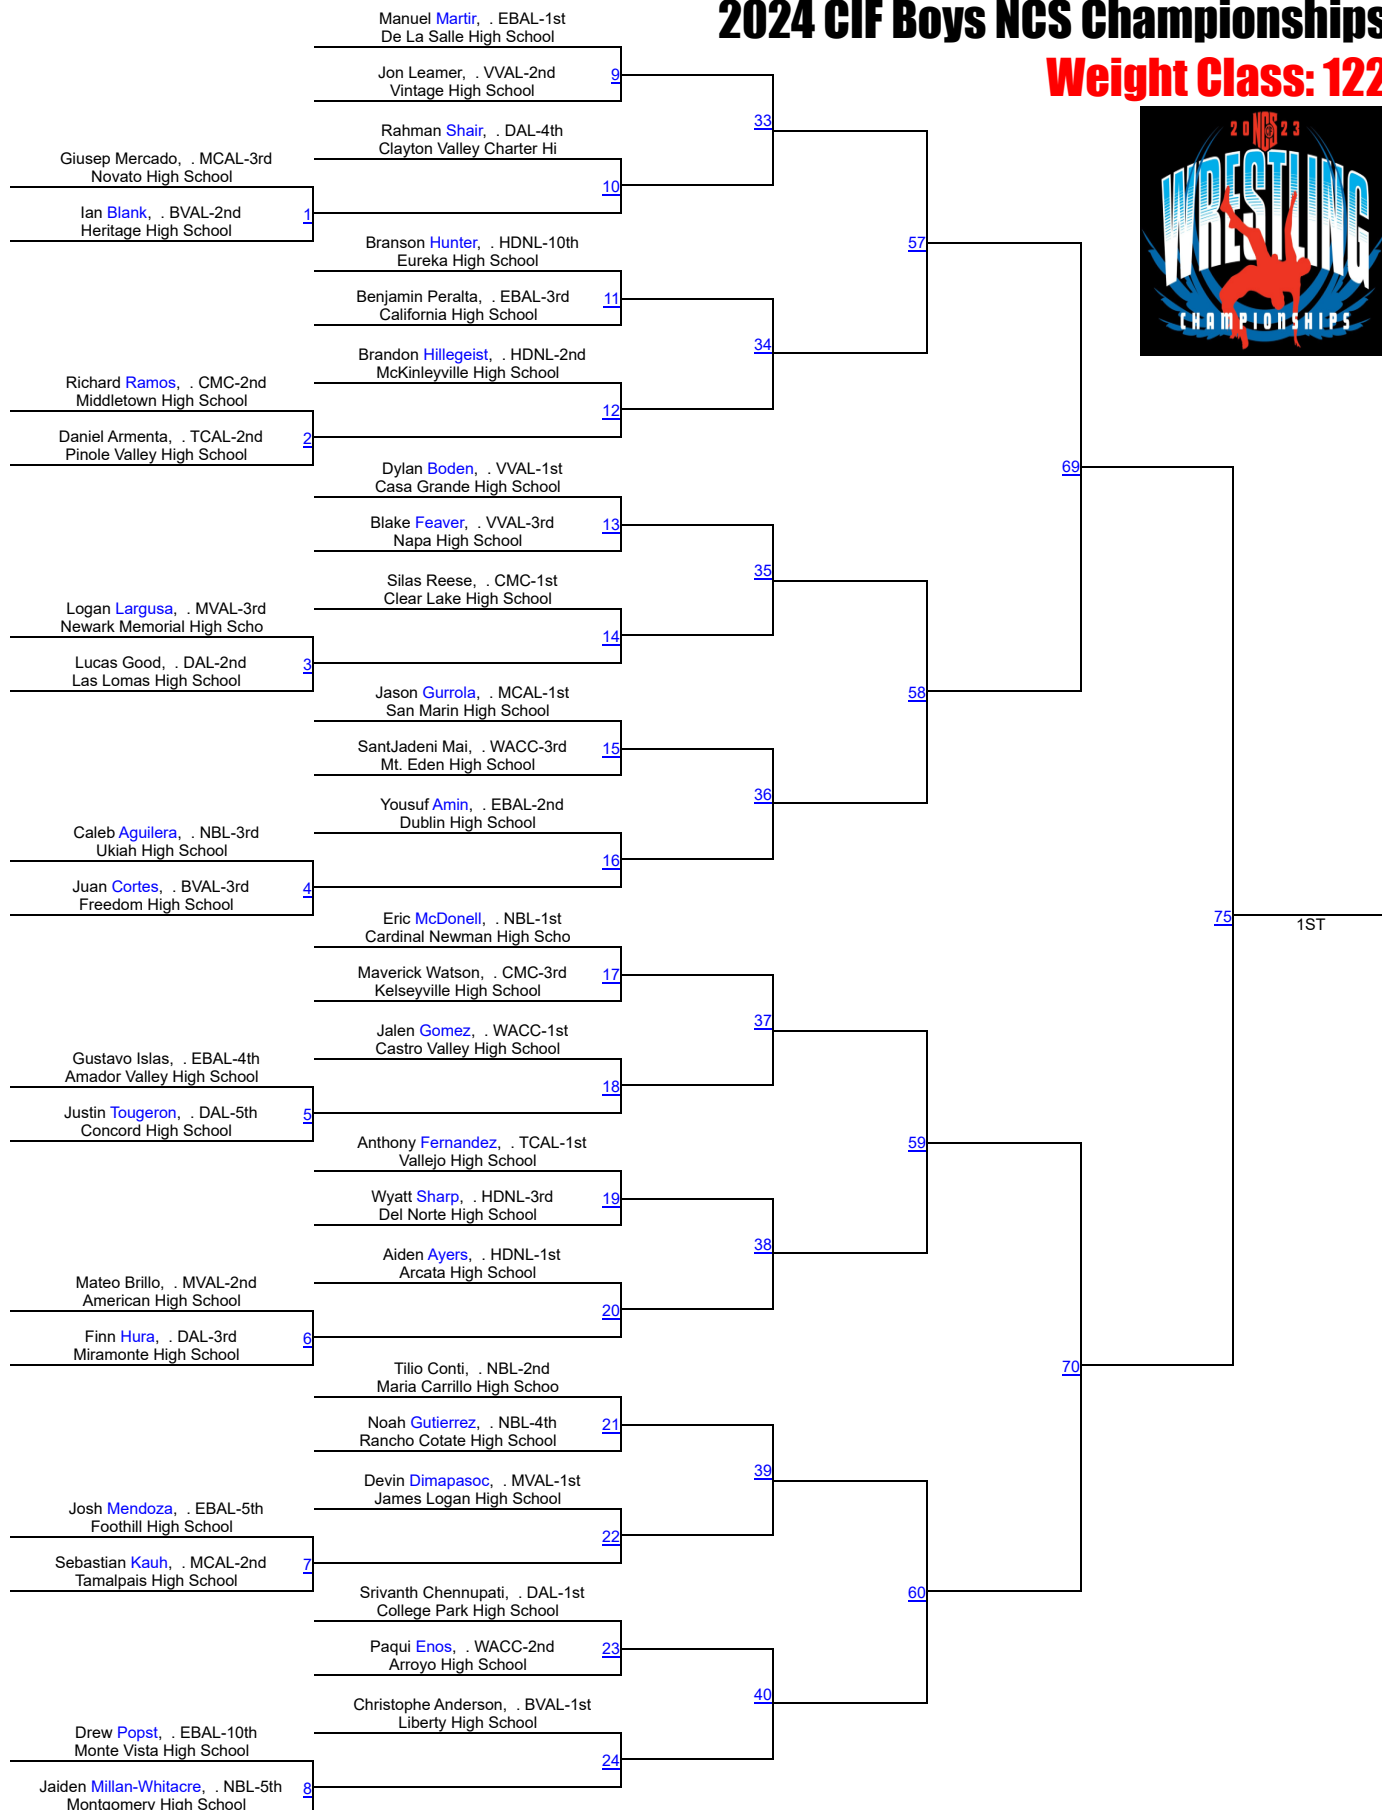 2024 CIF Boys NCS Championships
Weight Class: 122
20 NCS 23
WRESTLING
CHAMPIONSHIPS
Giusep Mercado, . MCAL-3rd
Novato High School
Ian Blank, . BVAL-2nd
Heritage High School
1
Richard Ramos, . CMC-2nd
Middletown High School
Daniel Armenta, . TCAL-2nd
Pinole Valley High School
2
Logan Largusa, . MVAL-3rd
Newark Memorial High Scho
Lucas Good, . DAL-2nd
Las Lomas High School
3
Caleb Aguilera, . NBL-3rd
Ukiah High School
Juan Cortes, . BVAL-3rd
Freedom High School
4
Gustavo Islas, . EBAL-4th
Amador Valley High School
Justin Tougeron, . DAL-5th
Concord High School
5
Mateo Brillo, . MVAL-2nd
American High School
Finn Hura, . DAL-3rd
Miramonte High School
6
Josh Mendoza, . EBAL-5th
Foothill High School
Sebastian Kauh, . MCAL-2nd
Tamalpais High School
7
Drew Popst, . EBAL-10th
Monte Vista High School
Jaiden Millan-Whitacre, . NBL-5th
Montgomery High School
8
Manuel Martir, . EBAL-1st
De La Salle High School
Jon Leamer, . VVAL-2nd
Vintage High School
9
Rahman Shair, . DAL-4th
Clayton Valley Charter Hi
10
Branson Hunter, . HDNL-10th
Eureka High School
Benjamin Peralta, . EBAL-3rd
California High School
11
Brandon Hillegeist, . HDNL-2nd
McKinleyville High School
12
Dylan Boden, . VVAL-1st
Casa Grande High School
Blake Feaver, . VVAL-3rd
Napa High School
13
Silas Reese, . CMC-1st
Clear Lake High School
14
Jason Gurrola, . MCAL-1st
San Marin High School
SantJadeni Mai, . WACC-3rd
Mt. Eden High School
15
Yousuf Amin, . EBAL-2nd
Dublin High School
16
Eric McDonell, . NBL-1st
Cardinal Newman High Scho
Maverick Watson, . CMC-3rd
Kelseyville High School
17
Jalen Gomez, . WACC-1st
Castro Valley High School
18
Anthony Fernandez, . TCAL-1st
Vallejo High School
Wyatt Sharp, . HDNL-3rd
Del Norte High School
19
Aiden Ayers, . HDNL-1st
Arcata High School
20
Tilio Conti, . NBL-2nd
Maria Carrillo High Schoo
Noah Gutierrez, . NBL-4th
Rancho Cotate High School
21
Devin Dimapasoc, . MVAL-1st
James Logan High School
22
Srivanth Chennupati, . DAL-1st
College Park High School
Paqui Enos, . WACC-2nd
Arroyo High School
23
Christophe Anderson, . BVAL-1st
Liberty High School
24
33
34
35
36
37
38
39
40
57
58
59
60
69
70
75
1ST